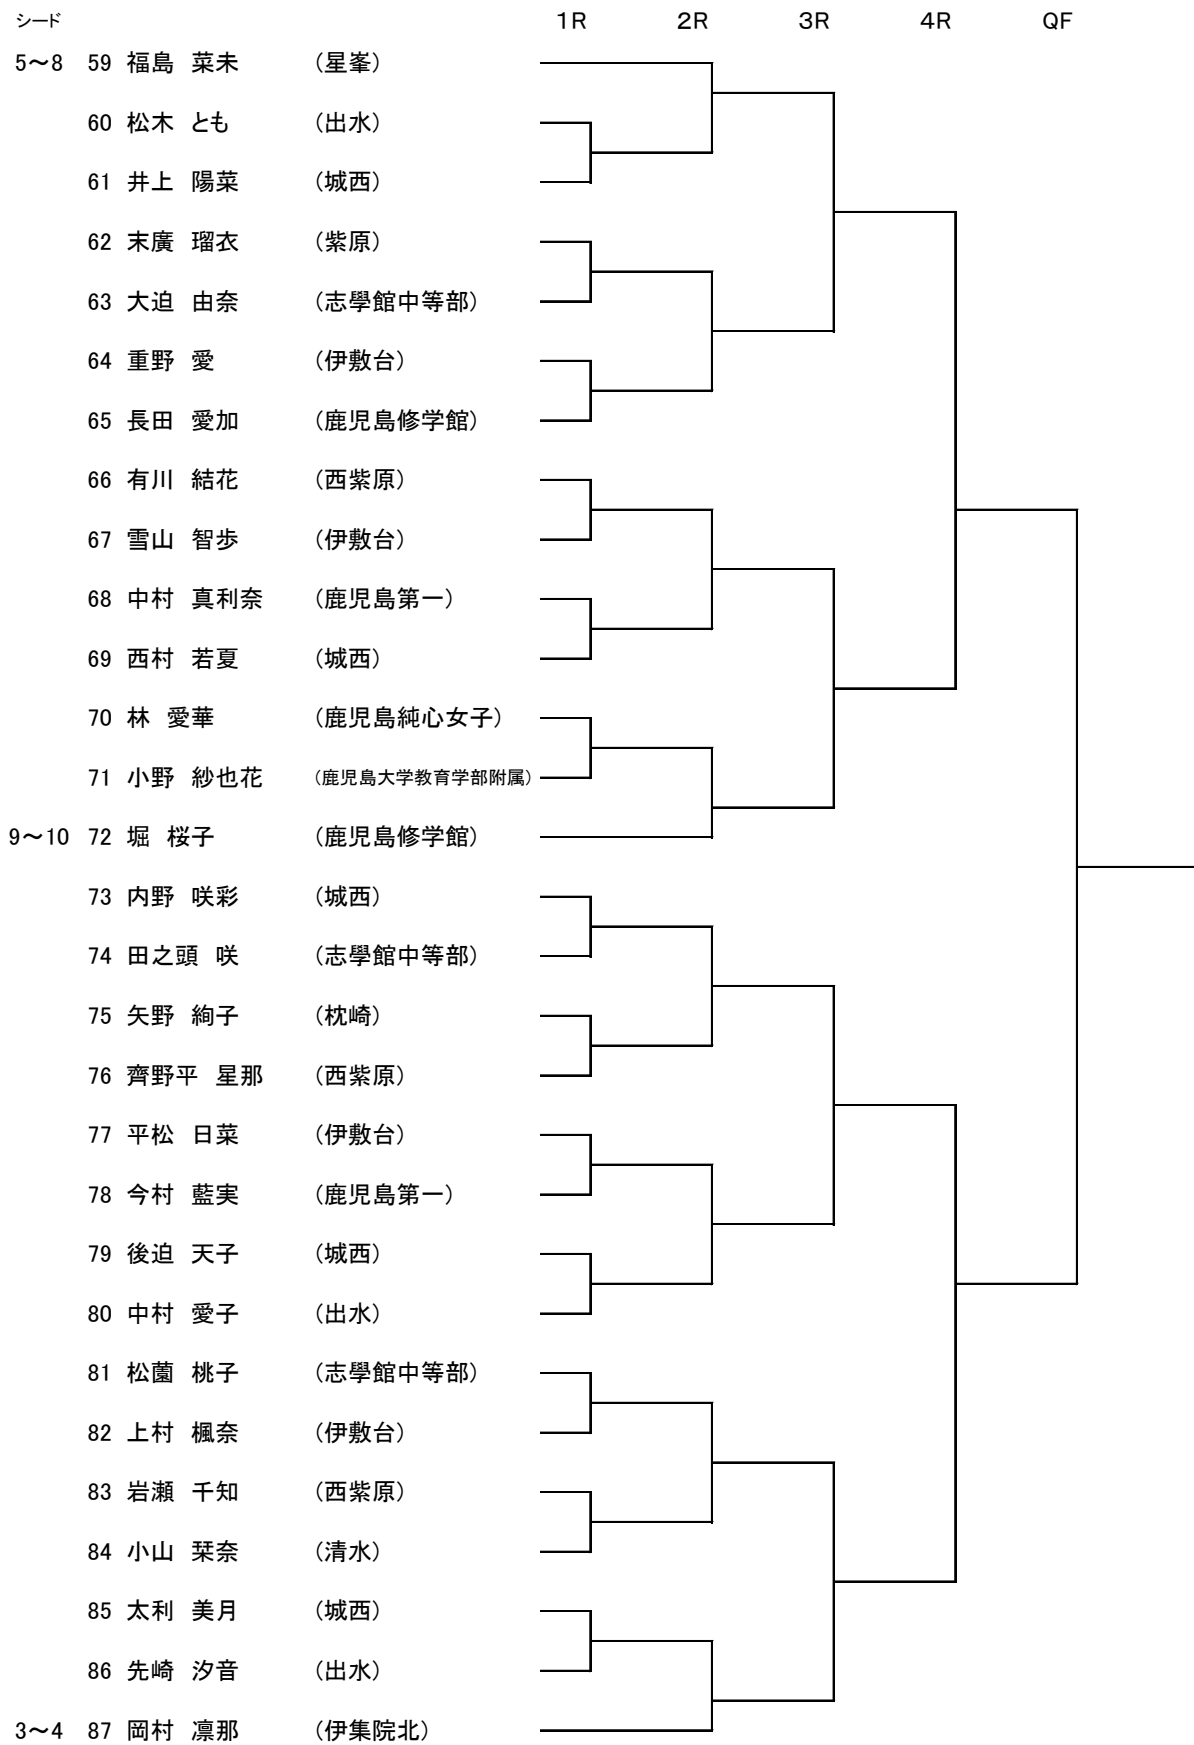 シード 1R 2R 3R 4R QF
5～8 59 福島 菜未 （星峯）
60 松木 とも （出水）
61 井上 陽菜 （城西）
62 末廣 瑠衣 （紫原）
63 大迫 由奈 （志學館中等部）
64 重野 愛 （伊敷台）
65 長田 愛加 （鹿児島修学館）
66 有川 結花 （西紫原）
67 雪山 智歩 （伊敷台）
68 中村 真利奈 （鹿児島第一）
69 西村 若夏 （城西）
70 林 愛華 （鹿児島純心女子）
71 小野 紗也花 （鹿児島大学教育学部附属）
9～10 72 堀 桜子 （鹿児島修学館）
73 内野 咲彩 （城西）
74 田之頭 咲 （志學館中等部）
75 矢野 絢子 （枕崎）
76 齊野平 星那 （西紫原）
77 平松 日菜 （伊敷台）
78 今村 藍実 （鹿児島第一）
79 後迫 天子 （城西）
80 中村 愛子 （出水）
81 松薗 桃子 （志學館中等部）
82 上村 楓奈 （伊敷台）
83 岩瀬 千知 （西紫原）
84 小山 栞奈 （清水）
85 太利 美月 （城西）
86 先崎 汐音 （出水）
3～4 87 岡村 凛那 （伊集院北）